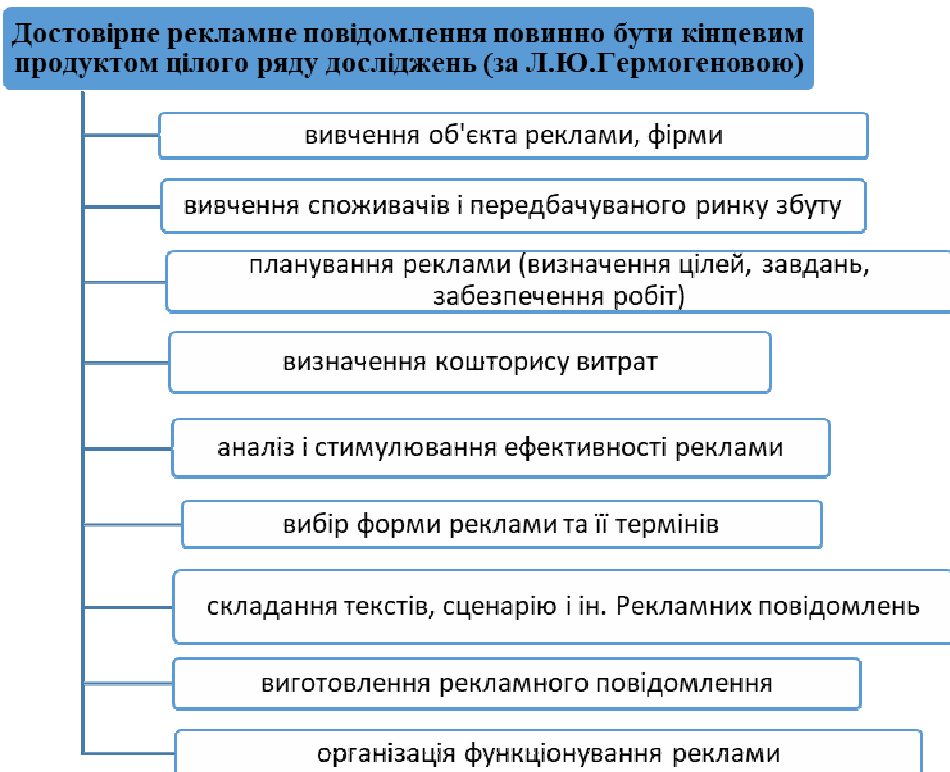 Достовірне рекламне повідомлення повинно бути кінцевим
продуктом цілого ряду досліджень (за Л.Ю.Гермогеновою)
вивчення об'єкта реклами, фірми
вивчення споживачів і передбачуваного ринку збуту
планування реклами (визначення цілей, завдань,
забезпечення робіт)
визначення кошторису витрат
аналіз і стимулювання ефективності реклами
вибір форми реклами та її термінів
складання текстів, сценарію і ін. Рекламних повідомлень
виготовлення рекламного повідомлення
організація функціонування реклами